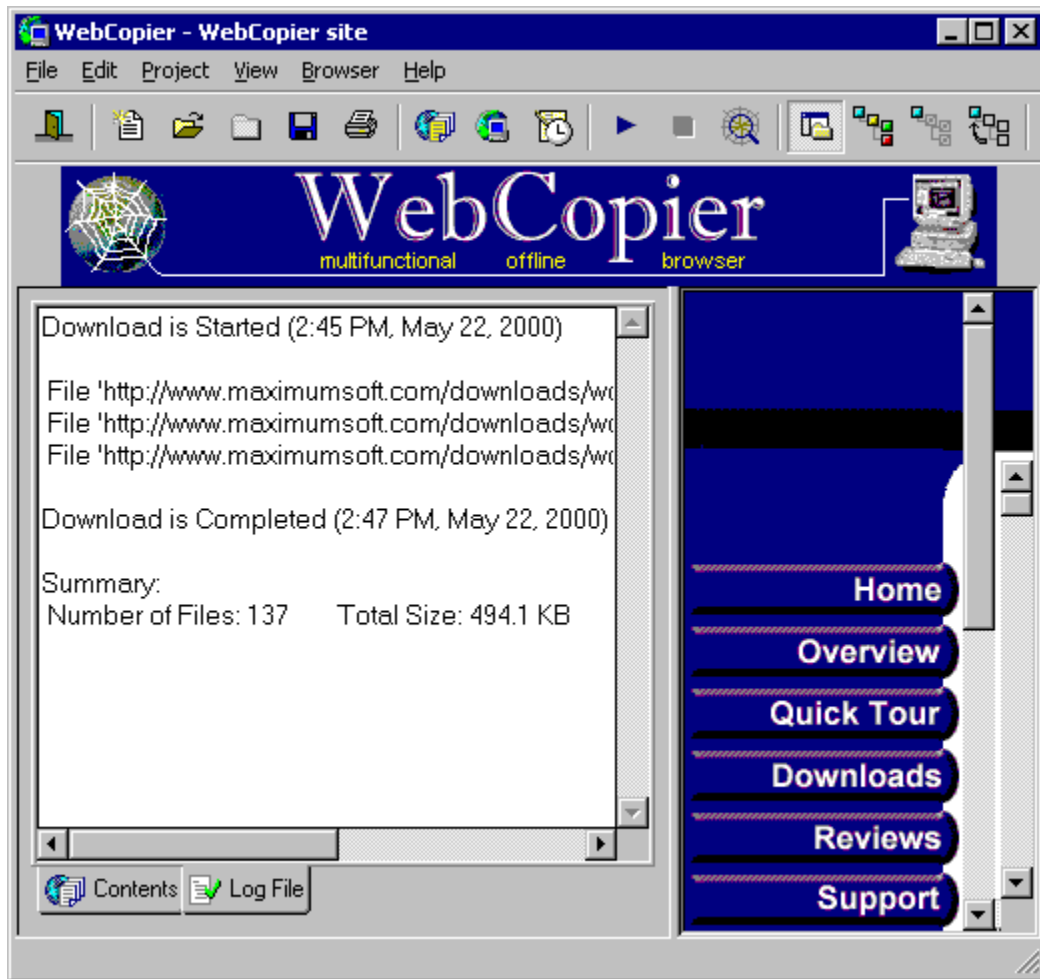 WebCopier - WebCopier site
File Edit Project View Browser Help
WebCopier
multifunctional offline browser
Download is Started (2:45 PM, May 22, 2000)
File 'http://www.maximumsoft.com/downloads/wc
File 'http://www.maximumsoft.com/downloads/wc
File 'http://www.maximumsoft.com/downloads/wc
Download is Completed (2:47 PM, May 22, 2000)
Summary:
Number of Files: 137 Total Size: 494.1 KB
Contents Log File
Home
Overview
Quick Tour
Downloads
Reviews
Support